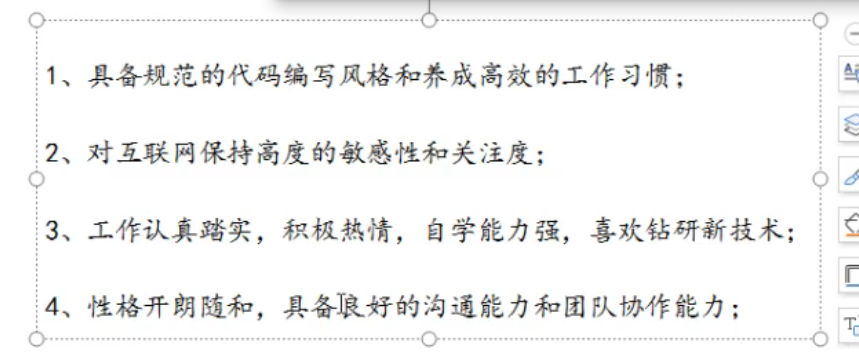 1、具备规范的代码编写风格和养成高效的工作习惯；
2、对互联网保持高度的敏感性和关注度；
3、工作认真踏实，积极热情，自学能力强，喜欢钻研新技术；
4、性格开朗随和，具备良好的沟通能力和团队协作能力；